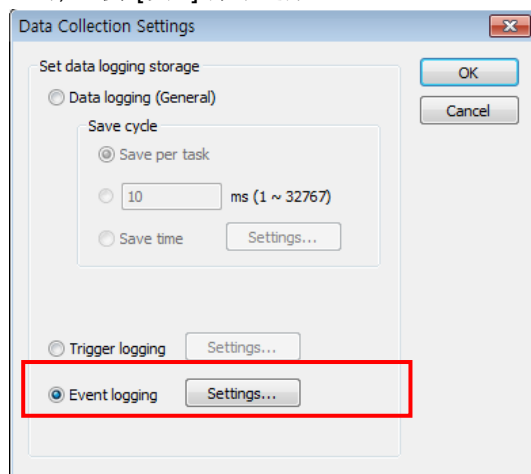 Data Collection Settings
Set data logging storage
OK
Data logging (General)
Cancel
Save cycle
Save per task
10 ms (1 ~ 32767)
Save time Settings...
Trigger logging Settings...
Event logging Settings...